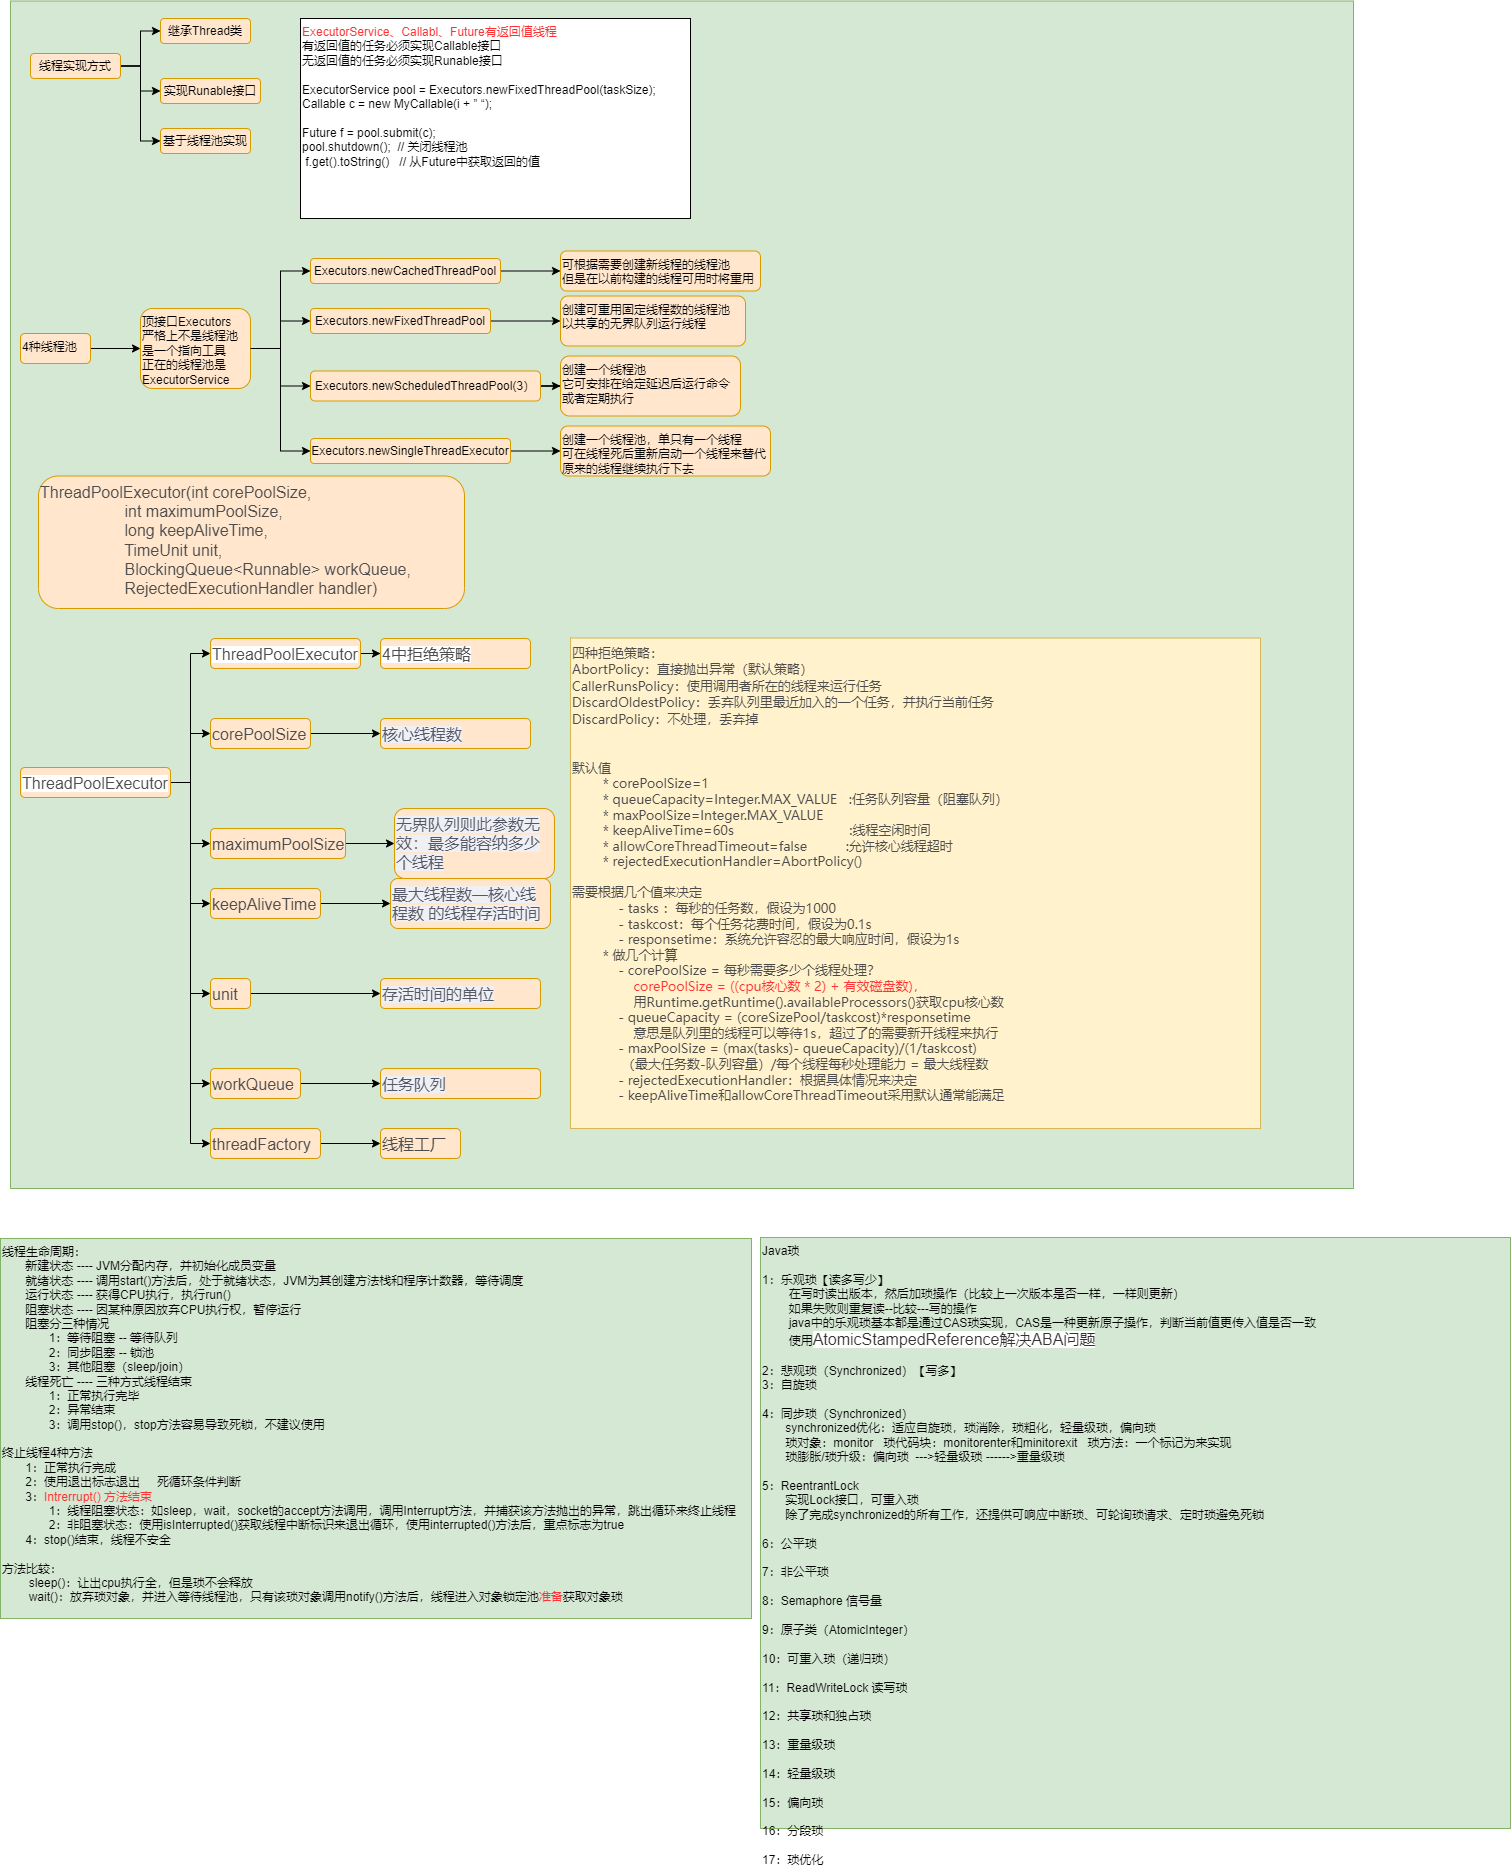 线程实现方式
继承Thread类
实现Runable接口
基于线程池实现
ExecutorService、Callabl、Future有返回值线程
有返回值的任务必须实现Callable接口
无返回值的任务必须实现Runable接口
ExecutorService pool = Executors.newFixedThreadPool(taskSize);
Callable c = new MyCallable(i + " ");
Future f = pool.submit(c);
pool.shutdown();  // 关闭线程池
f.get().toString()   // 从Future中获取返回的值
4种线程池
顶接口Executors
严格上不是线程池
是一个指向工具
正在的线程池是
ExecutorService
Executors.newCachedThreadPool
可根据需要创建新线程的线程池
但是在以前构建的线程可用时将重用
Executors.newFixedThreadPool
创建可重用固定线程数的线程池
以共享的无界队列运行线程
Executors.newScheduledThreadPool(3)
创建一个线程池
它可安排在给定延迟后运行命令
或者定期执行
Executors.newSingleThreadExecutor
创建一个线程池，单只有一个线程
可在线程死后重新启动一个线程来替代
原来的线程继续执行下去
ThreadPoolExecutor(int corePoolSize,
int maximumPoolSize,
long keepAliveTime,
TimeUnit unit,
BlockingQueue<Runnable> workQueue,
RejectedExecutionHandler handler)
ThreadPoolExecutor
ThreadPoolExecutor
4中拒绝策略
corePoolSize
核心线程数
maximumPoolSize
无界队列则此参数无
效：最多能容纳多少
个线程
keepAliveTime
最大线程数—核心线
程数 的线程存活时间
unit
存活时间的单位
workQueue
任务队列
threadFactory
线程工厂
四种拒绝策略：
AbortPolicy：直接抛出异常（默认策略）
CallerRunsPolicy：使用调用者所在的线程来运行任务
DiscardOldestPolicy：丢弃队列里最近加入的一个任务，并执行当前任务
DiscardPolicy：不处理，丢弃掉
默认值
* corePoolSize=1
* queueCapacity=Integer.MAX_VALUE   :任务队列容量（阻塞队列）
* maxPoolSize=Integer.MAX_VALUE
* keepAliveTime=60s   :线程空闲时间
* allowCoreThreadTimeout=false   :允许核心线程超时
* rejectedExecutionHandler=AbortPolicy()
需要根据几个值来决定
- tasks ：每秒的任务数，假设为1000
- taskcost：每个任务花费时间，假设为0.1s
- responsetime：系统允许容忍的最大响应时间，假设为1s
* 做几个计算
- corePoolSize = 每秒需要多少个线程处理？
corePoolSize = ((cpu核心数 * 2) + 有效磁盘数)，
用Runtime.getRuntime().availableProcessors()获取cpu核心数
- queueCapacity = (coreSizePool/taskcost)*responsetime
意思是队列里的线程可以等待1s，超过了的需要新开线程来执行
- maxPoolSize = (max(tasks)- queueCapacity)/(1/taskcost)
（最大任务数-队列容量）/每个线程每秒处理能力 = 最大线程数
- rejectedExecutionHandler：根据具体情况来决定
- keepAliveTime和allowCoreThreadTimeout采用默认通常能满足
线程生命周期：
新建状态 ---- JVM分配内存，并初始化成员变量
就绪状态 ---- 调用start()方法后，处于就绪状态，JVM为其创建方法栈和程序计数器，等待调度
运行状态 ---- 获得CPU执行，执行run()
阻塞状态 ---- 因某种原因放弃CPU执行权，暂停运行
阻塞分三种情况
1：等待阻塞 -- 等待队列
2：同步阻塞 -- 锁池
3：其他阻塞（sleep/join）
线程死亡 ---- 三种方式线程结束
1：正常执行完毕
2：异常结束
3：调用stop()，stop方法容易导致死锁，不建议使用
终止线程4种方法
1：正常执行完成
2：使用退出标志退出     死循环条件判断
3：Intrerrupt() 方法结束
1：线程阻塞状态：如sleep，wait，socket的accept方法调用，调用Interrupt方法，并捕获该方法抛出的异常，跳出循环来终止线程
2：非阻塞状态：使用isInterrupted()获取线程中断标识来退出循环，使用interrupted()方法后，重点标志为true
4：stop()结束，线程不安全
方法比较：
sleep()：让出cpu执行全，但是琐不会释放
wait()：放弃琐对象，并进入等待线程池，只有该琐对象调用notify()方法后，线程进入对象锁定池准备获取对象琐
Java琐
1：乐观琐【读多写少】
在写时读出版本，然后加琐操作（比较上一次版本是否一样，一样则更新）
如果失败则重复读--比较---写的操作
java中的乐观琐基本都是通过CAS琐实现，CAS是一种更新原子操作，判断当前值更传入值是否一致
使用AtomicStampedReference解决ABA问题
2：悲观琐（Synchronized）【写多】
3：自旋琐
4：同步琐（Synchronized）
synchronized优化：适应自旋琐，琐消除，琐粗化，轻量级琐，偏向琐
琐对象：monitor   琐代码块：monitorenter和minitorexit   琐方法：一个标记为来实现
琐膨胀/琐升级：偏向琐  --->轻量级琐 ------>重量级琐
5：ReentrantLock
实现Lock接口，可重入琐
除了完成synchronized的所有工作，还提供可响应中断琐、可轮询琐请求、定时琐避免死锁
6：公平琐
7：非公平琐
8：Semaphore 信号量
9：原子类（AtomicInteger）
10：可重入琐（递归琐）
11：ReadWriteLock 读写琐
12：共享琐和独占琐
13：重量级琐
14：轻量级琐
15：偏向琐
16：分段琐
17：琐优化